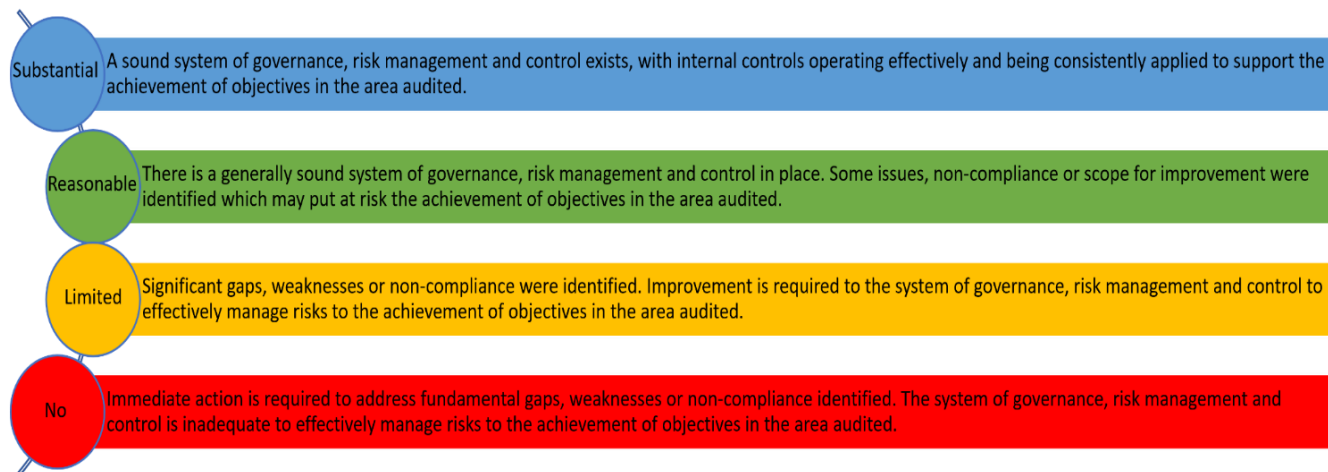 Substantial
A sound system of governance, risk management and control exists, with internal controls operating effectively and being consistently applied to support the
achievement of objectives in the area audited.
Reasonable
There is a generally sound system of governance, risk management and control in place. Some issues, non-compliance or scope for improvement were
identified which may put at risk the achievement of objectives in the area audited.
Limited
Significant gaps, weaknesses or non-compliance were identified. Improvement is required to the system of governance, risk management and control to
effectively manage risks to the achievement of objectives in the area audited.
No
Immediate action is required to address fundamental gaps, weaknesses or non-compliance identified. The system of governance, risk management and
control is inadequate to effectively manage risks to the achievement of objectives in the area audited.